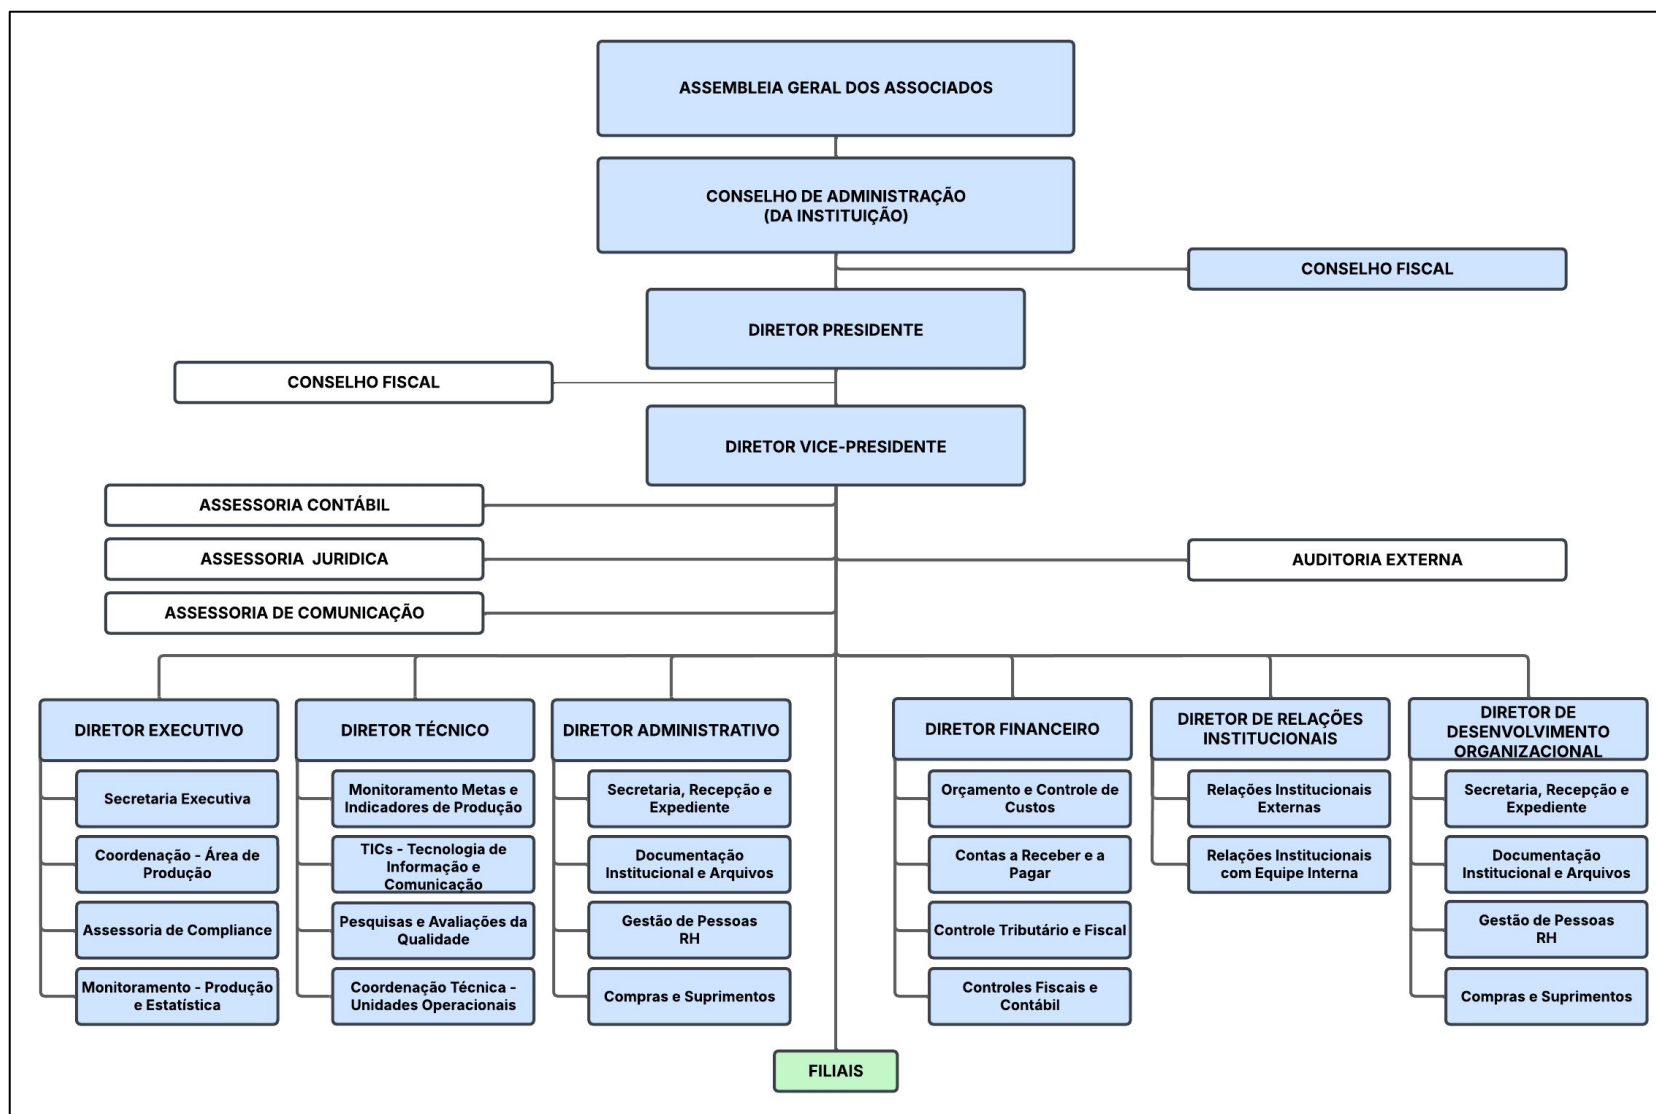 ASSEMBLEIA GERAL DOS ASSOCIADOS
CONSELHO DE ADMINISTRAÇÃO
(DA INSTITUIÇÃO)
CONSELHO FISCAL
DIRETOR PRESIDENTE
CONSELHO FISCAL
DIRETOR VICE-PRESIDENTE
ASSESSORIA CONTÁBIL
ASSESSORIA JURIDICA
AUDITORIA EXTERNA
ASSESSORIA DE COMUNICAÇÃO
DIRETOR EXECUTIVO
Secretaria Executiva
Coordenação - Área de
Produção
Assessoria de Compliance
Monitoramento - Produção
e Estatística
DIRETOR TÉCNICO
Monitoramento Metas e
Indicadores de Produção
TICs - Tecnologia de
Informação e
Comunicação
Pesquisas e Avaliações da
Qualidade
Coordenação Técnica -
Unidades Operacionais
DIRETOR ADMINISTRATIVO
Secretaria, Recepção e
Expediente
Documentação
Institucional e Arquivos
Gestão de Pessoas
RH
Compras e Suprimentos
DIRETOR FINANCEIRO
Orçamento e Controle de
Custos
Contas a Receber e a
Pagar
Controle Tributário e Fiscal
Controles Fiscais e
Contábil
DIRETOR DE RELAÇÕES
INSTITUCIONAIS
Relações Institucionais
Externas
Relações Institucionais
com Equipe Interna
DIRETOR DE
DESENVOLVIMENTO
ORGANIZACIONAL
Secretaria, Recepção e
Expediente
Documentação
Institucional e Arquivos
Gestão de Pessoas
RH
Compras e Suprimentos
FILIAIS